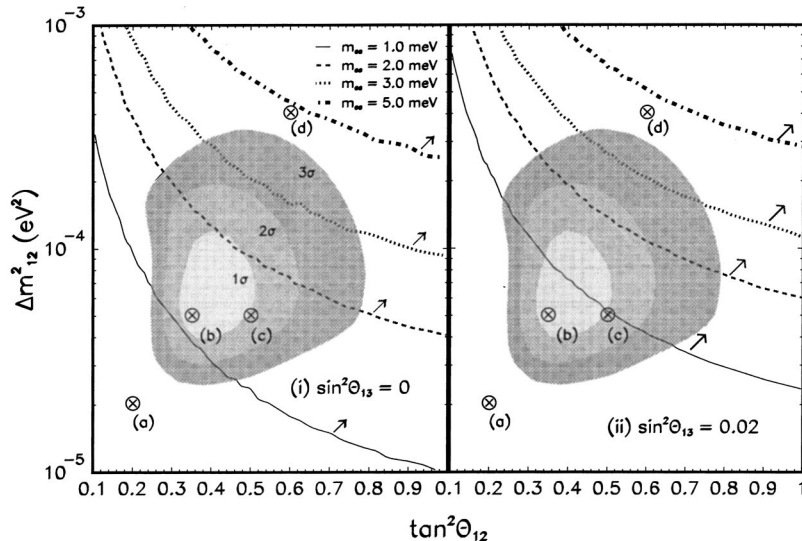 10⁻³
10⁻⁴
10⁻⁵
Δm²₁₂ (eV²)
m_ee = 1.0 meV
m_ee = 2.0 meV
m_ee = 3.0 meV
m_ee = 5.0 meV
(d)
3σ
2σ
1σ
(b)
(c)
(a)
(i) sin²Θ₁₃ = 0
(d)
(b)
(c)
(a)
(ii) sin²Θ₁₃ = 0.02
0.1 0.2 0.3 0.4 0.5 0.6 0.7 0.8 0.9 1.0
0.1 0.2 0.3 0.4 0.5 0.6 0.7 0.8 0.9 1
tan²Θ₁₂